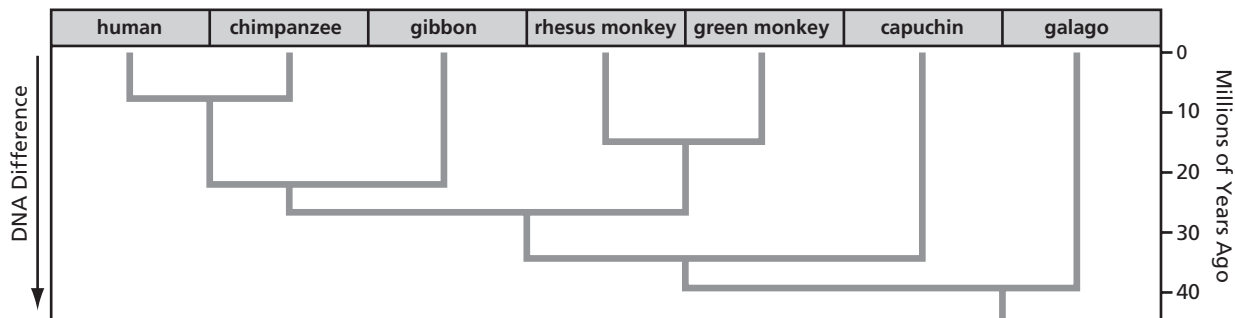 human chimpanzee gibbon rhesus monkey green monkey capuchin galago
DNA Difference
0
10
20
30
40
Millions of Years Ago